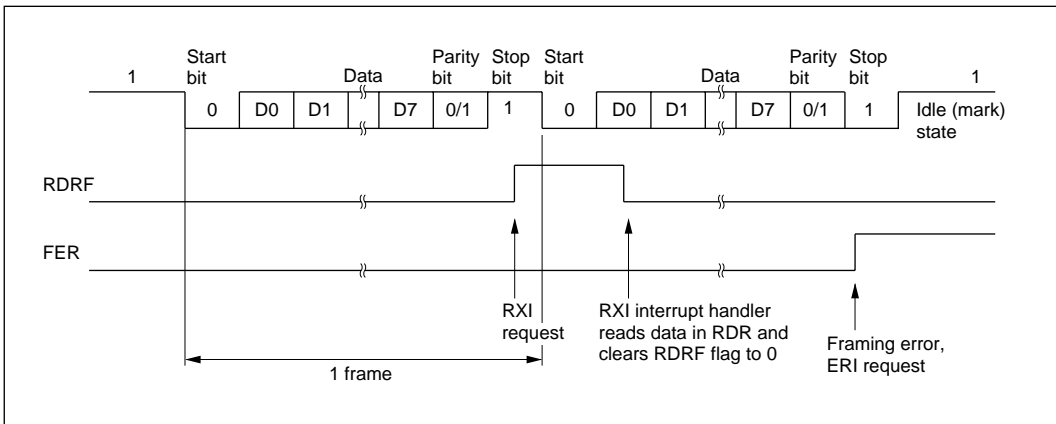 Start bit
Data
Parity bit
Stop bit
Start bit
Data
Parity bit
Stop bit
1
1
0
D0
D1
D7
0/1
1
0
D0
D1
D7
0/1
1
Idle (mark) state
RDRF
FER
RXI request
RXI interrupt handler
reads data in RDR and
clears RDRF flag to 0
Framing error,
ERI request
1 frame